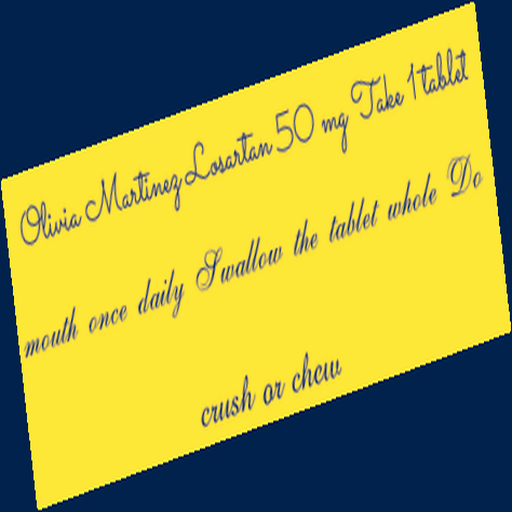 Olivia Martinez Losartan 50 mg Take 1 tablet
mouth once daily Swallow the tablet whole Do
crush or chew